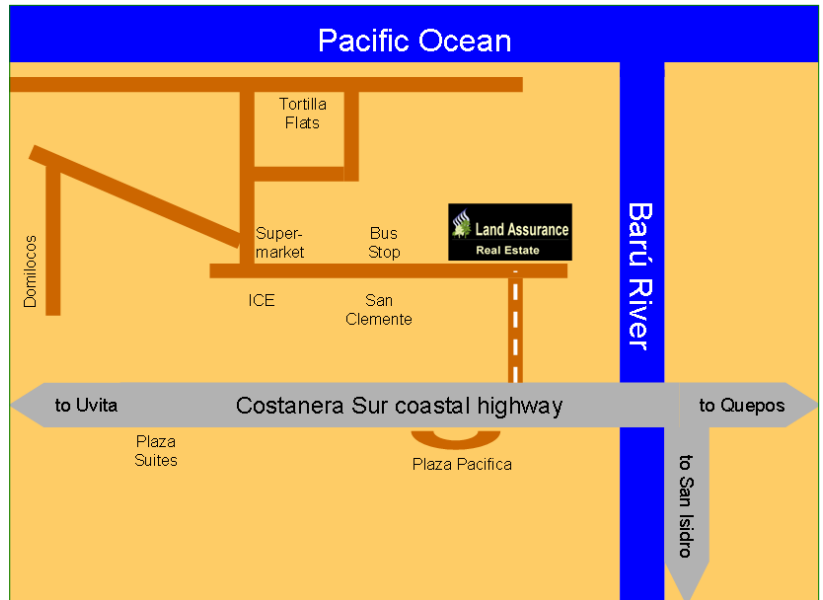 Pacific Ocean
Tortilla
Flats
Super-
market
Bus
Stop
Land Assurance
Real Estate
Domilocos
ICE
San
Clemente
Barú River
to Uvita
Costanera Sur coastal highway
to Quepos
Plaza
Suites
Plaza Pacifica
to San Isidro